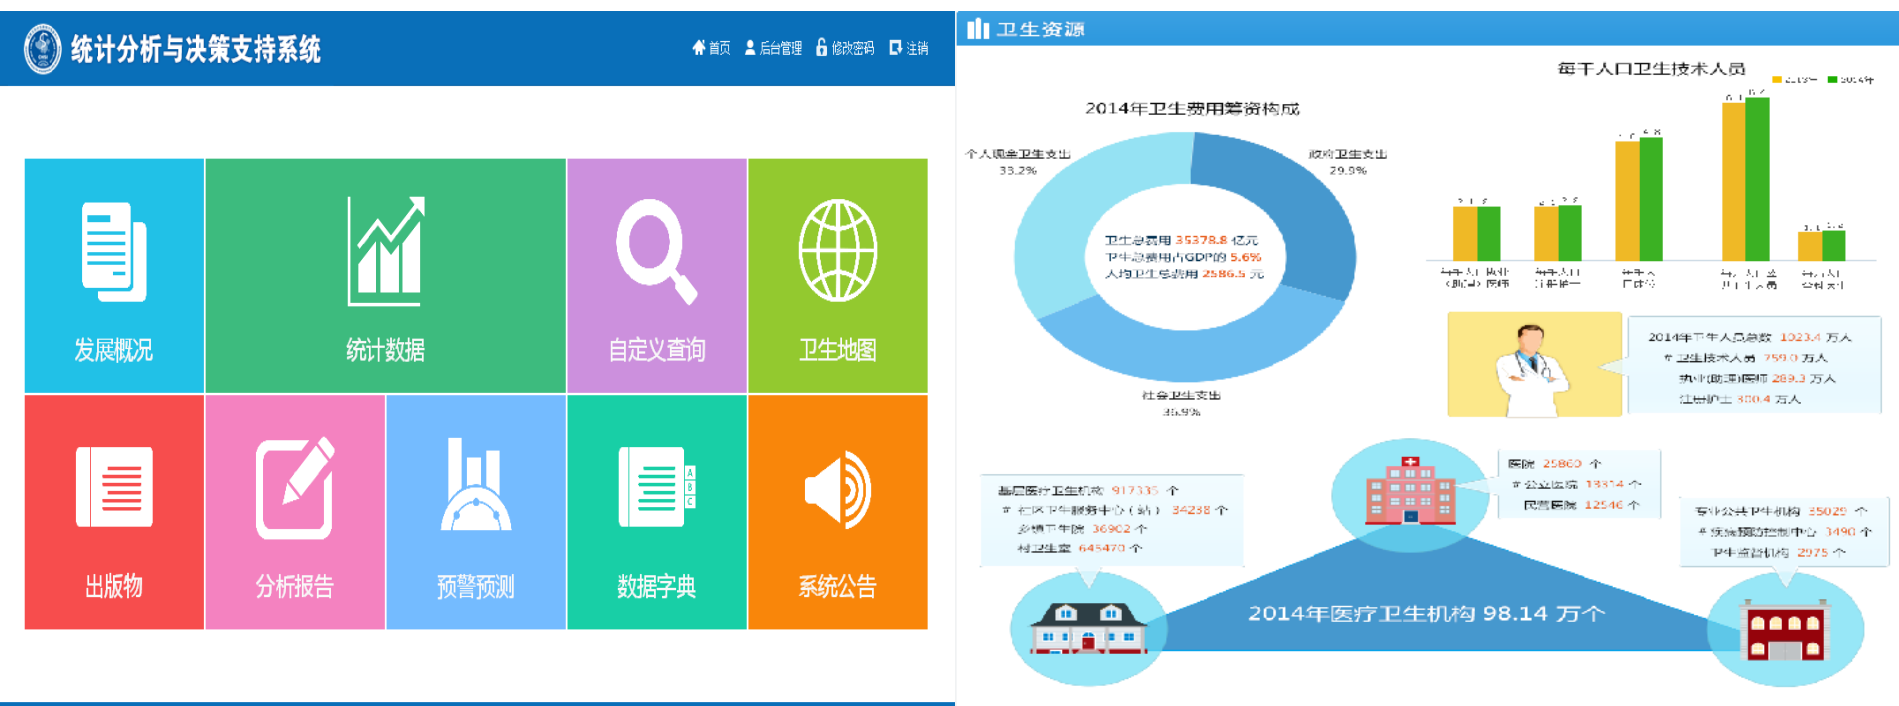 统计分析与决策支持系统
首页
后台管理
修改密码
注销
发展概况
统计数据
自定义查询
卫生地图
出版物
分析报告
预警预测
A
B
C
数据字典
系统公告
卫生资源
2014年卫生费用筹资构成
个人现金卫生支出
33.2%
政府卫生支出
29.9%
卫生总费用 35378.8 亿元
卫生总费用占GDP的 5.6%
人均卫生总费用 2586.5 元
社会卫生支出
36.9%
每千人口卫生技术人员
2013年
2014年
2014年卫生人员总数 1023.4 万人
# 卫生技术人员 759.0 万人
执业(助理)医师 289.3 万人
注册护士 300.4 万人
基层医疗卫生机构 917335 个
# 社区卫生服务中心（站） 34238 个
乡镇卫生院 36902 个
村卫生室 645470 个
医院 25860 个
# 公立医院 13314 个
民营医院 12546 个
专业公共卫生机构 35029 个
# 疾病预防控制中心 3490 个
卫生监督机构 2975 个
2014年医疗卫生机构 98.14 万个